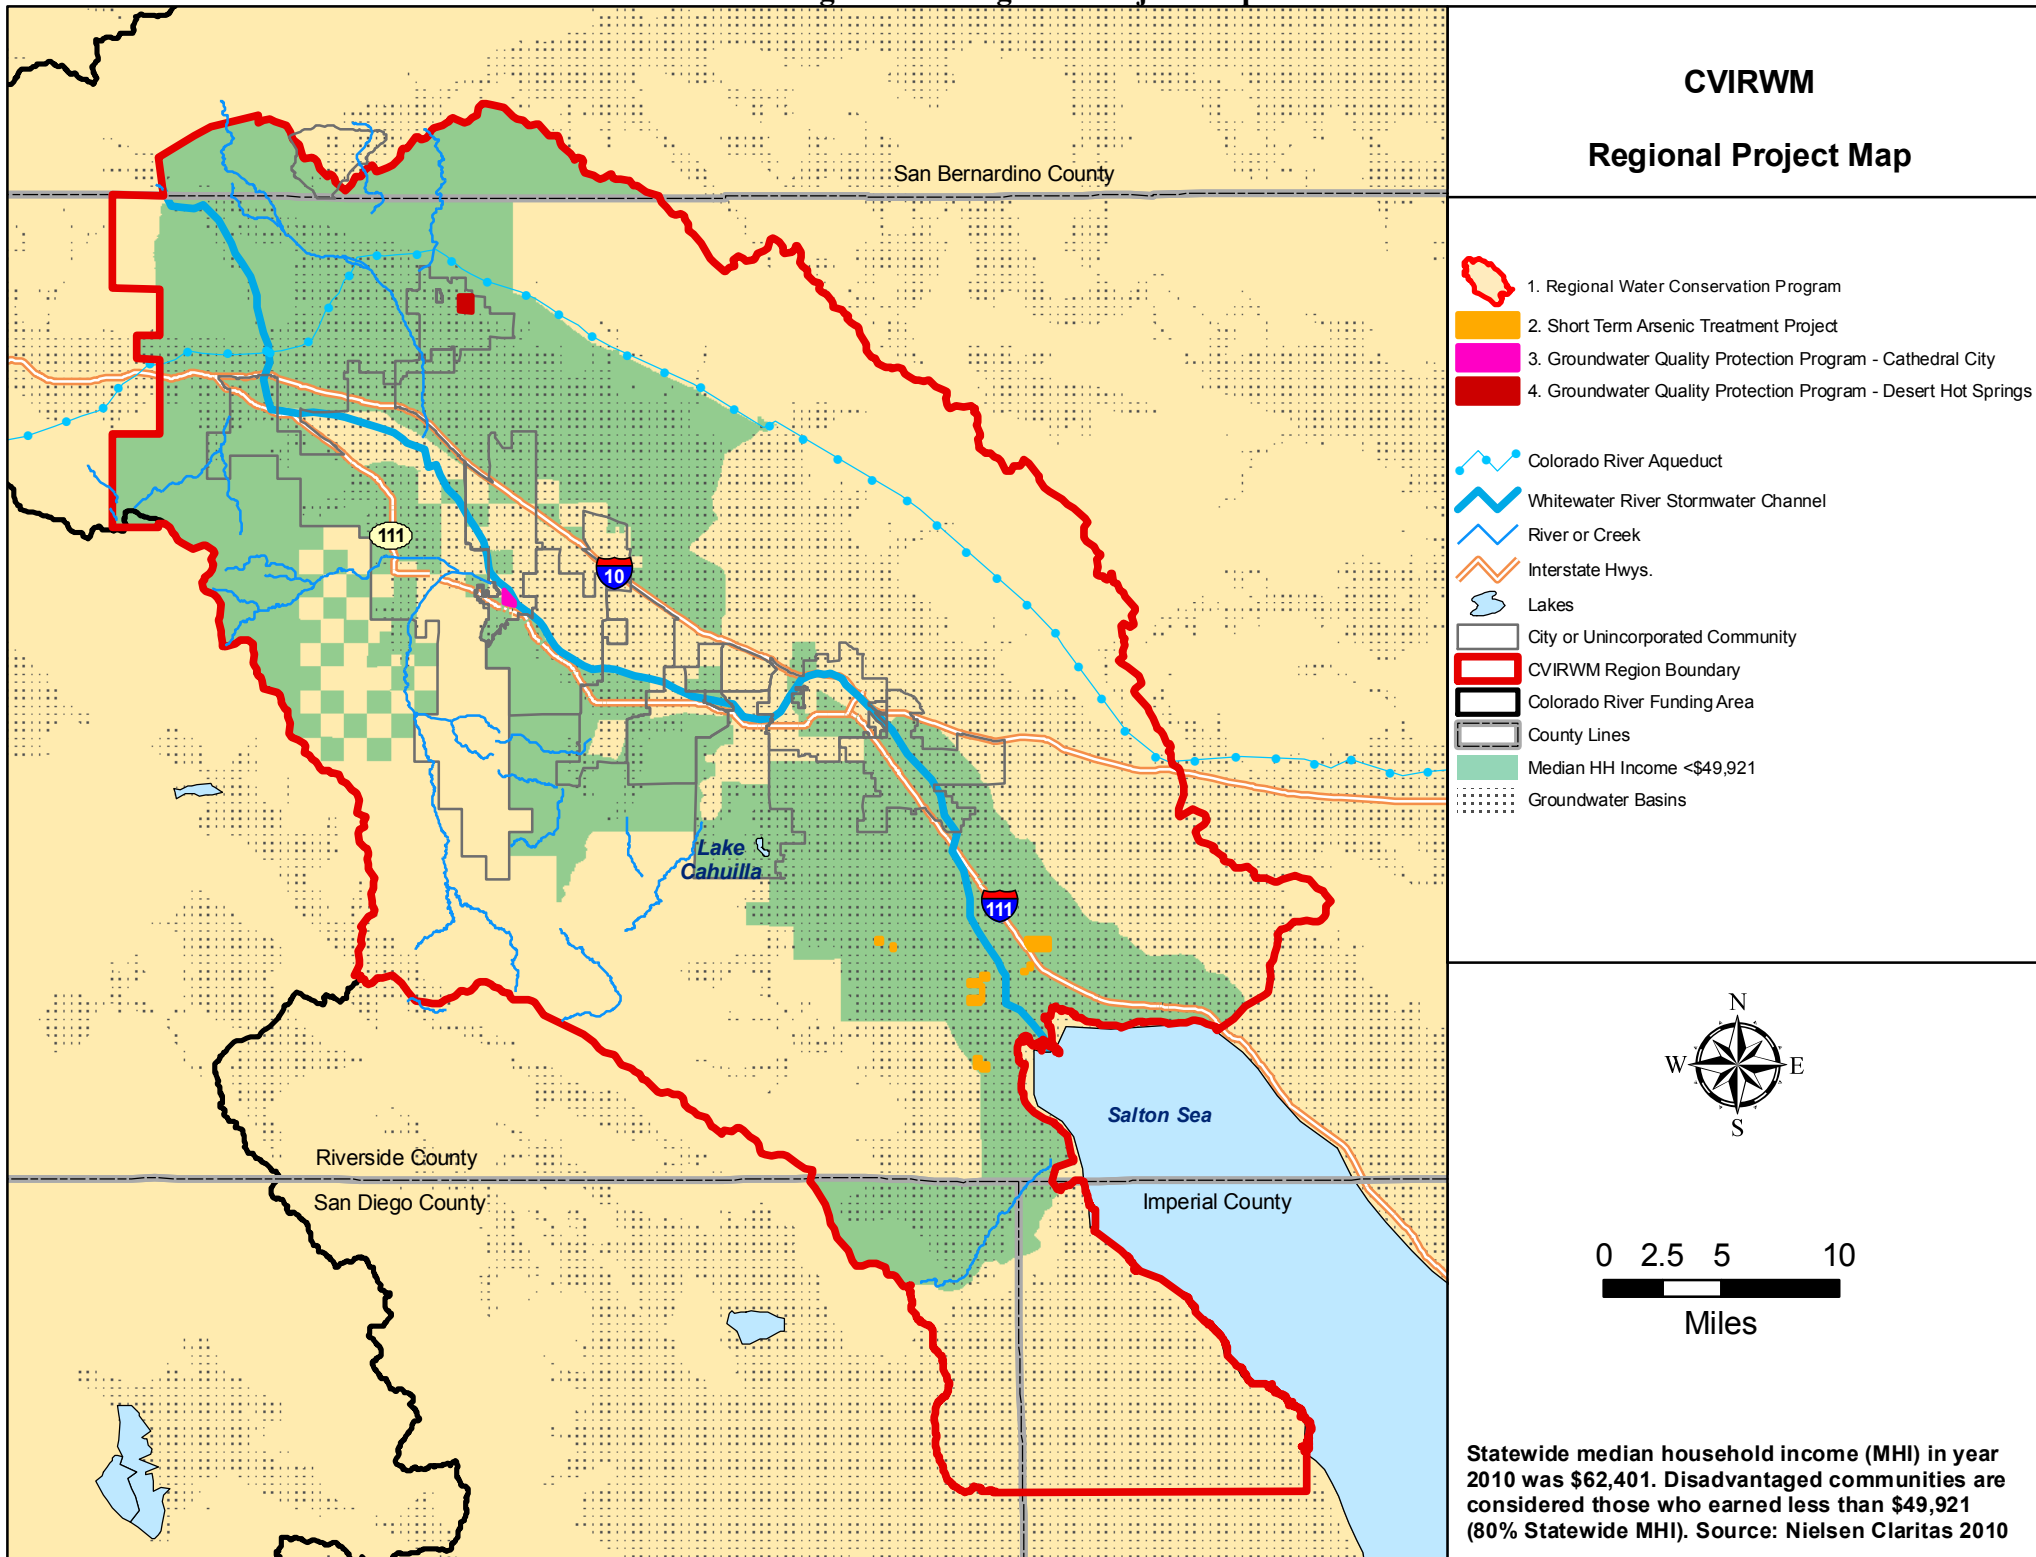 CVIRWM
Regional Project Map
San Bernardino County
1. Regional Water Conservation Program
2. Short Term Arsenic Treatment Project
3. Groundwater Quality Protection Program - Cathedral City
4. Groundwater Quality Protection Program - Desert Hot Springs
Colorado River Aqueduct
Whitewater River Stormwater Channel
River or Creek
Interstate Hwys.
Lakes
City or Unincorporated Community
CVIRWM Region Boundary
Colorado River Funding Area
County Lines
Median HH Income <$49,921
Groundwater Basins
111
10
Lake
Cahuilla
111
Salton Sea
Riverside County
San Diego County
Imperial County
N
W E
S
0 2.5 5 10
Miles
Statewide median household income (MHI) in year
2010 was $62,401. Disadvantaged communities are
considered those who earned less than $49,921
(80% Statewide MHI). Source: Nielsen Claritas 2010